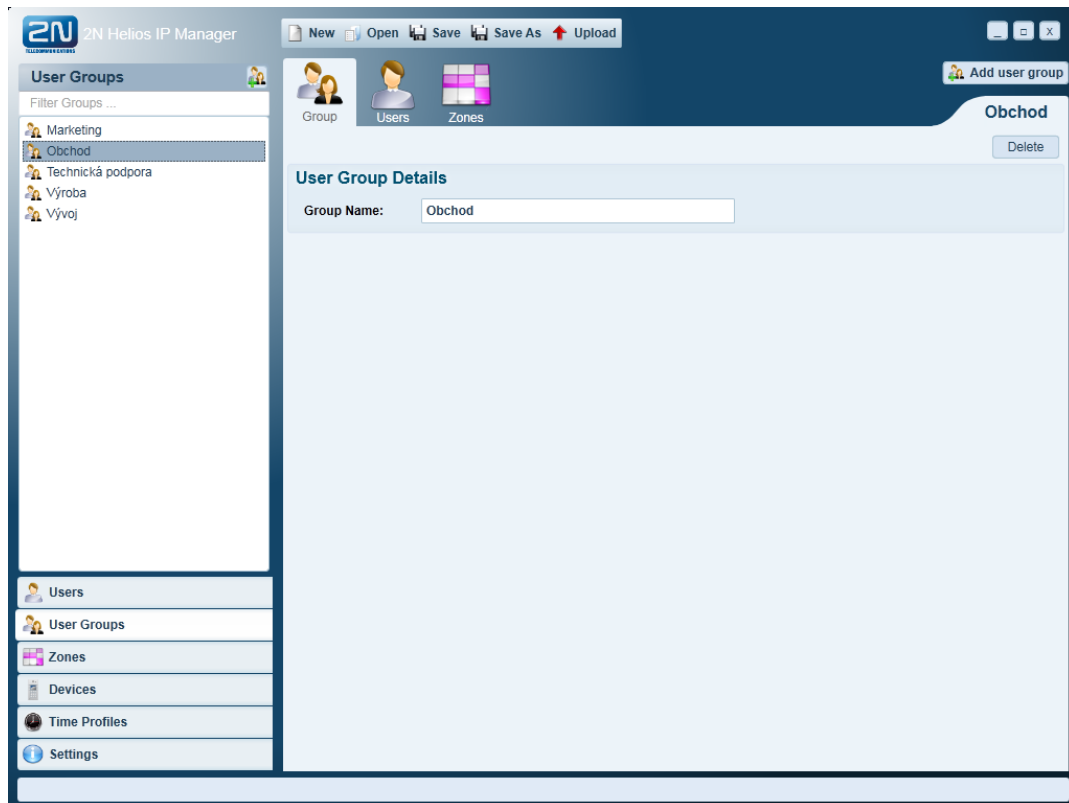 2N
TELECOMMUNICATIONS
2N Helios IP Manager
New Open Save Save As Upload
_ □ X
User Groups
Filter Groups ...
Marketing
Obchod
Technická podpora
Výroba
Vývoj
Users
User Groups
Zones
Devices
Time Profiles
Settings
Group Users Zones
Add user group
Obchod
Delete
User Group Details
Group Name: Obchod